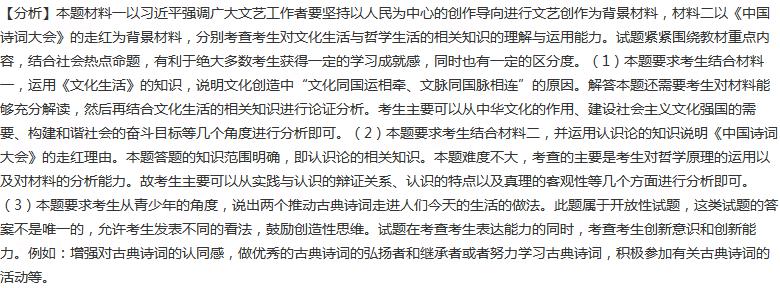 【分析】本题材料一以习近平强调广大文艺工作者要坚持以人民为中心的创作导向进行文艺创作为背景材料，材料二以《中国
诗词大会》的走红为背景材料，分别考查考生对文化生活与哲学生活的相关知识的理解与运用能力。试题紧紧围绕教材重点内
容，结合社会热点命题，有利于绝大多数考生获得一定的学习成就感，同时也有一定的区分度。（1）本题要求考生结合材料
一，运用《文化生活》的知识，说明文化创造中“文化同国运相牵、文脉同国脉相连”的原因。解答本题还需要考生对材料能
够充分解读，然后再结合文化生活的相关知识进行论证分析。考生主要可以从中华文化的作用、建设社会主义文化强国的需
要、构建和谐社会的奋斗目标等几个角度进行分析即可。（2）本题要求考生结合材料二，并运用认识论的知识说明《中国诗词
大会》的走红理由。本题答题的知识范围明确，即认识论的相关知识。本题难度不大，考查的主要是考生对哲学原理的运用以
及对材料的分析能力。故考生主要可以从实践与认识的辩证关系、认识的特点以及真理的客观性等几个方面进行分析即可。
（3）本题要求考生从青少年的角度，说出两个推动古典诗词走进人们今天的生活的做法。此题属于开放性试题，这类试题的答
案不是唯一的，允许考生发表不同的看法，鼓励创造性思维。试题在考查考生表达能力的同时，考查考生创新意识和创新能
力。例如：增强对古典诗词的认同感，做优秀的古典诗词的弘扬者和继承者或者努力学习古典诗词，积极参加有关古典诗词的
活动等。